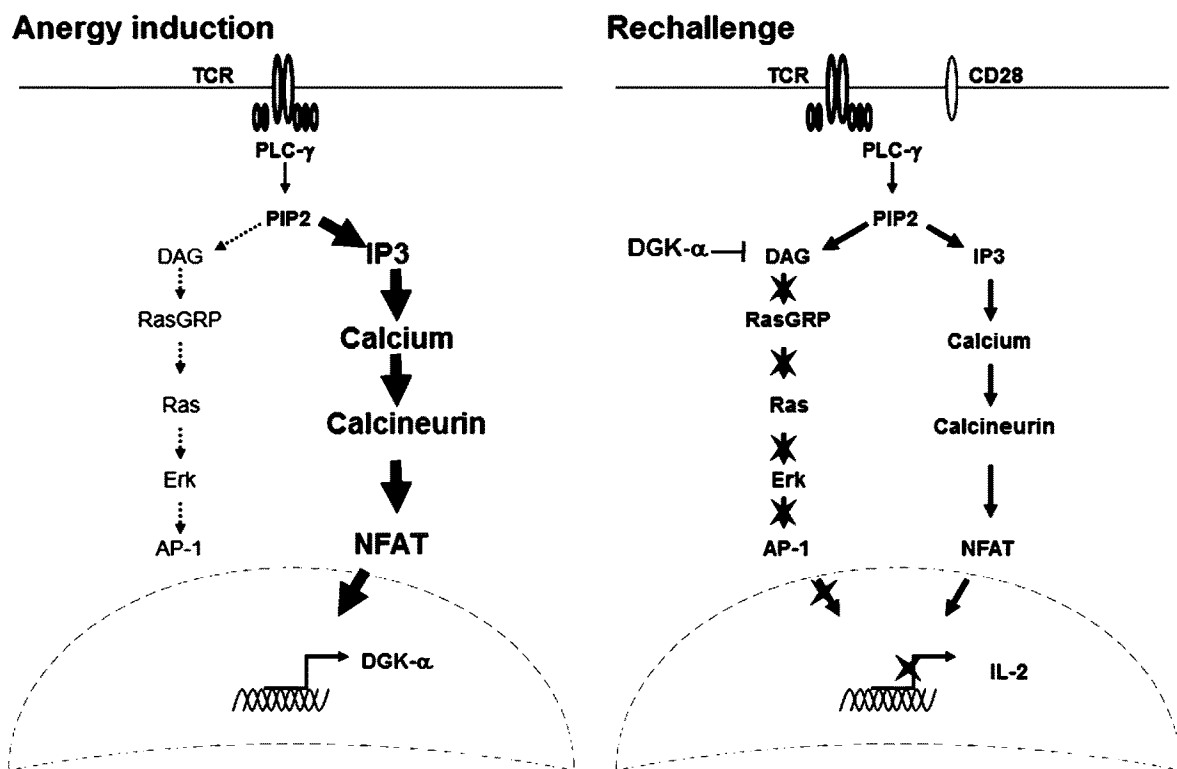 Anergy induction
TCR
PLC-γ
PIP2
DAG
IP3
RasGRP
Calcium
Ras
Calcineurin
Erk
AP-1
NFAT
DGK-α
Rechallenge
TCR
CD28
PLC-γ
PIP2
DGK-α
DAG
IP3
RasGRP
Calcium
Ras
Calcineurin
Erk
AP-1
NFAT
IL-2